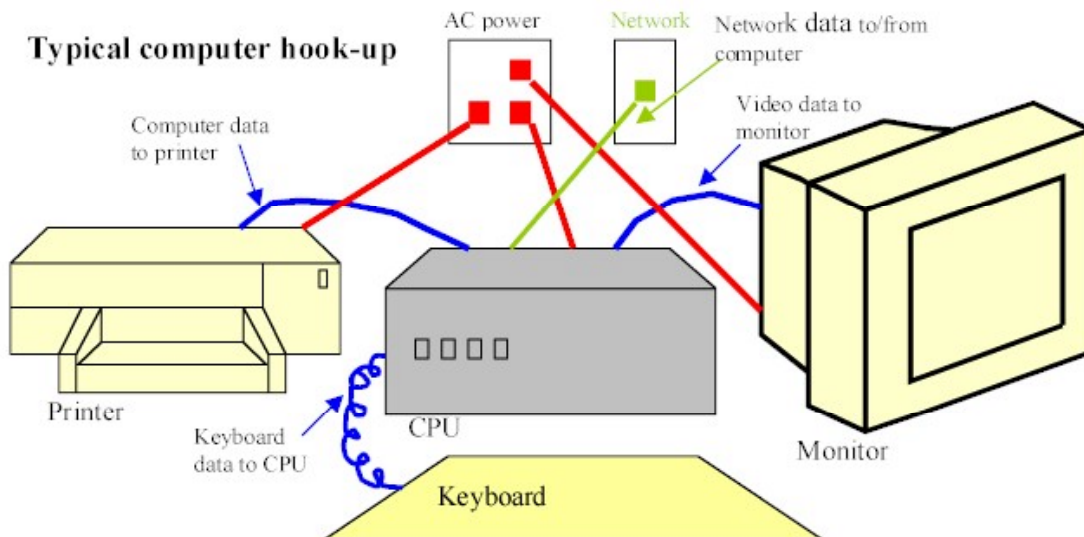 Typical computer hook-up
AC power
Network
Network data to/from
computer
Computer data
to printer
Video data to
monitor
Printer
Keyboard
data to CPU
CPU
Keyboard
Monitor